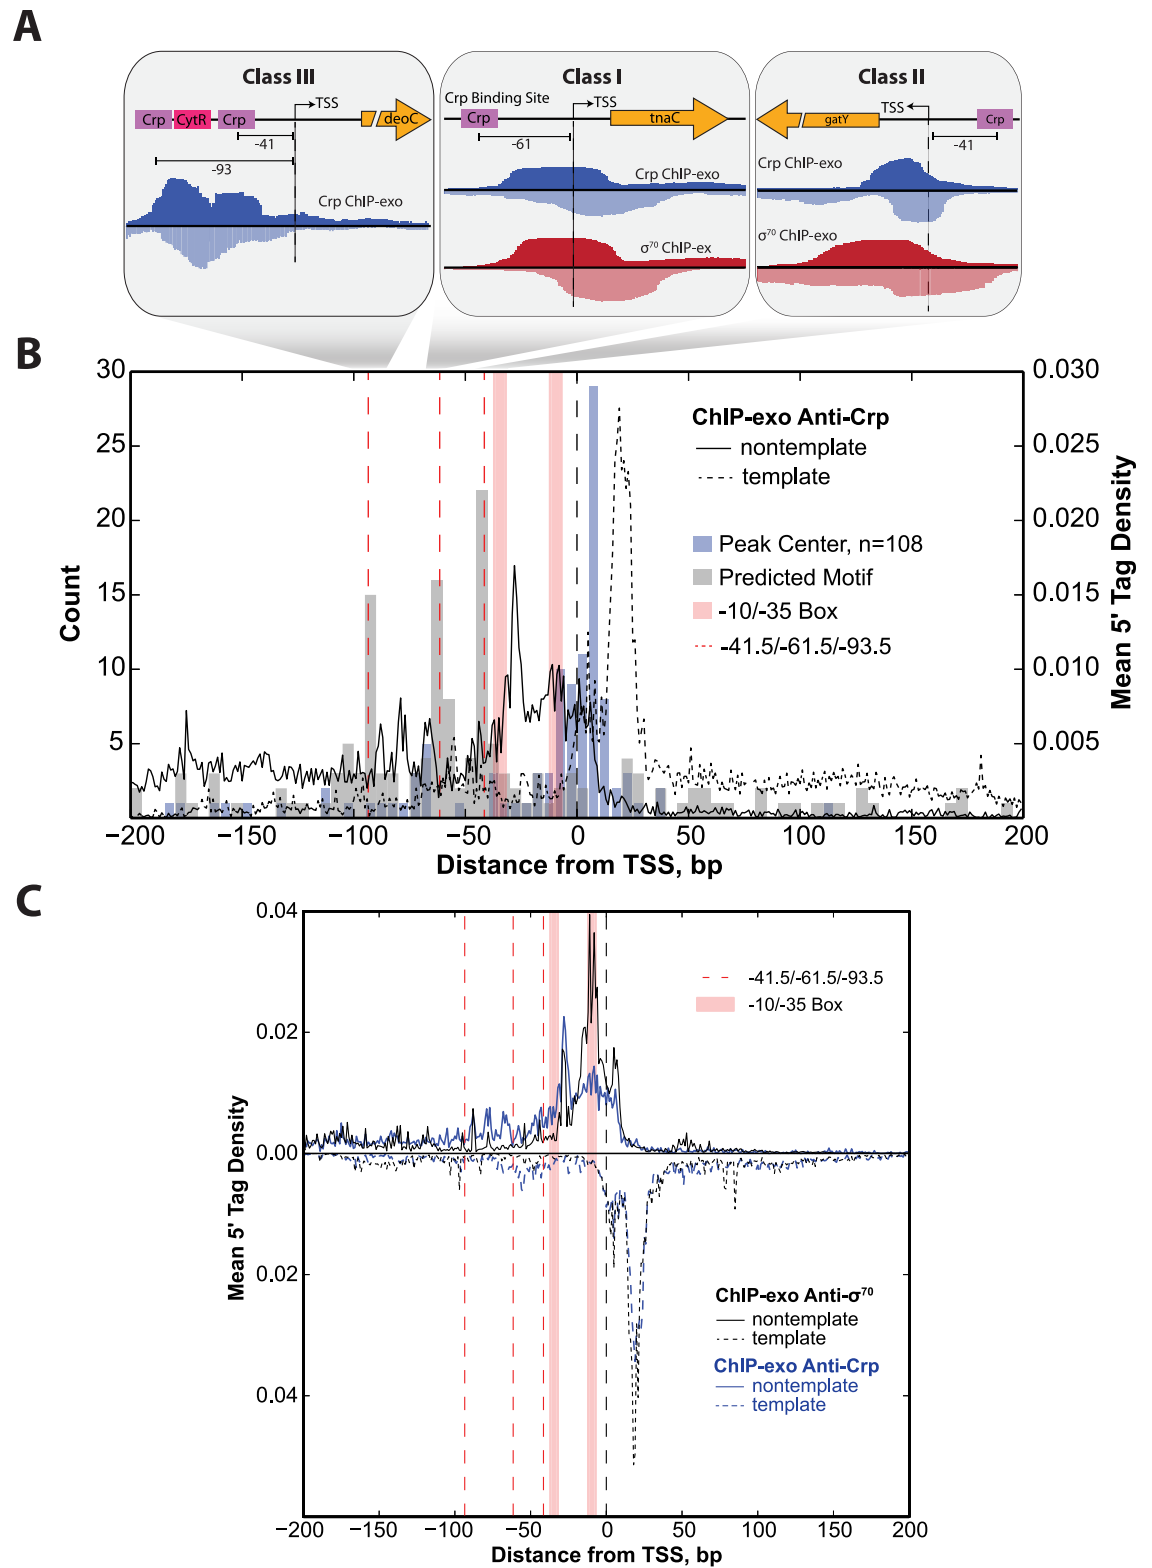 A
Class III
Crp
CytR
Crp
TSS
deoC
-41
-93
Crp ChIP-exo
Class I
Crp Binding Site
TSS
Crp
tnaC
-61
Crp ChIP-exo
σ70 ChIP-ex
Class II
TSS
gatY
Crp
-41
Crp ChIP-exo
σ70 ChIP-exo
B
30
25
20
15
10
5
Count
0.030
0.025
0.020
0.015
0.010
0.005
Mean 5' Tag Density
ChIP-exo Anti-Crp
nontemplate
template
Peak Center, n=108
Predicted Motif
-10/-35 Box
-41.5/-61.5/-93.5
−200 −150 −100 −50 0 50 100 150 200
Distance from TSS, bp
C
0.04
0.02
0.00
0.02
0.04
Mean 5' Tag Density
-41.5/-61.5/-93.5
-10/-35 Box
ChIP-exo Anti-σ70
nontemplate
template
ChIP-exo Anti-Crp
nontemplate
template
−200 −150 −100 −50 0 50 100 150 200
Distance from TSS, bp